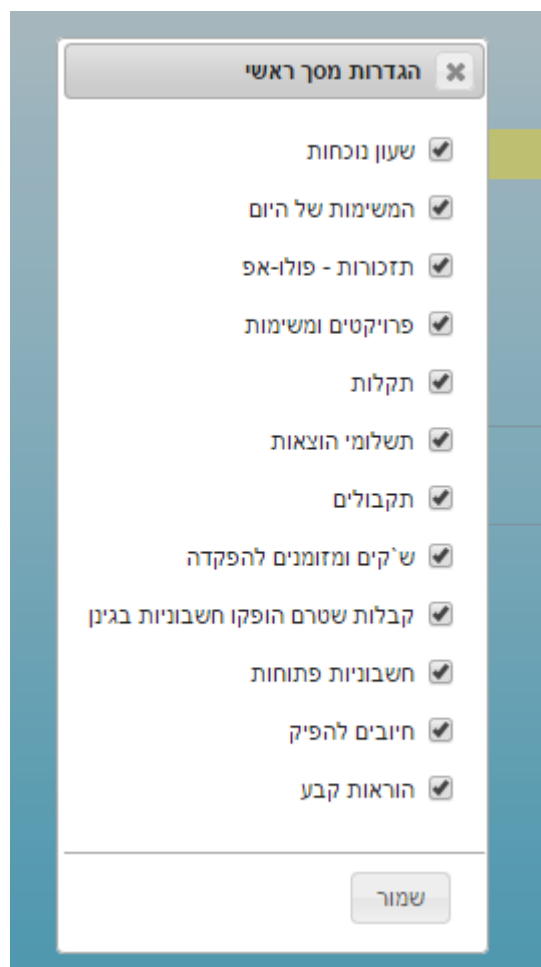 הגדרות מסך ראשי
שעון נוכחות
המשימות של היום
תזכורות - פולו-אפ
פרויקטים ומשימות
תקלות
תשלומי הוצאות
תקבולים
ש`קים ומזומנים להפקדה
קבלות שטרם הופקו חשבוניות בגינן
חשבוניות פתוחות
חיובים להפיק
הוראות קבע
שמור